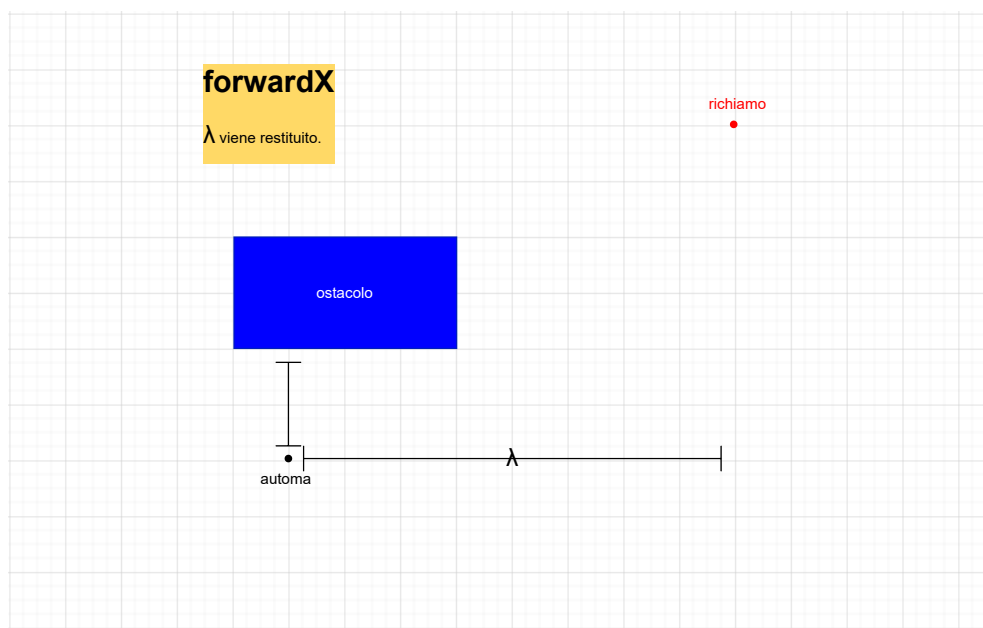 forwardX
λ viene restituito.
richiamo
ostacolo
λ
automa